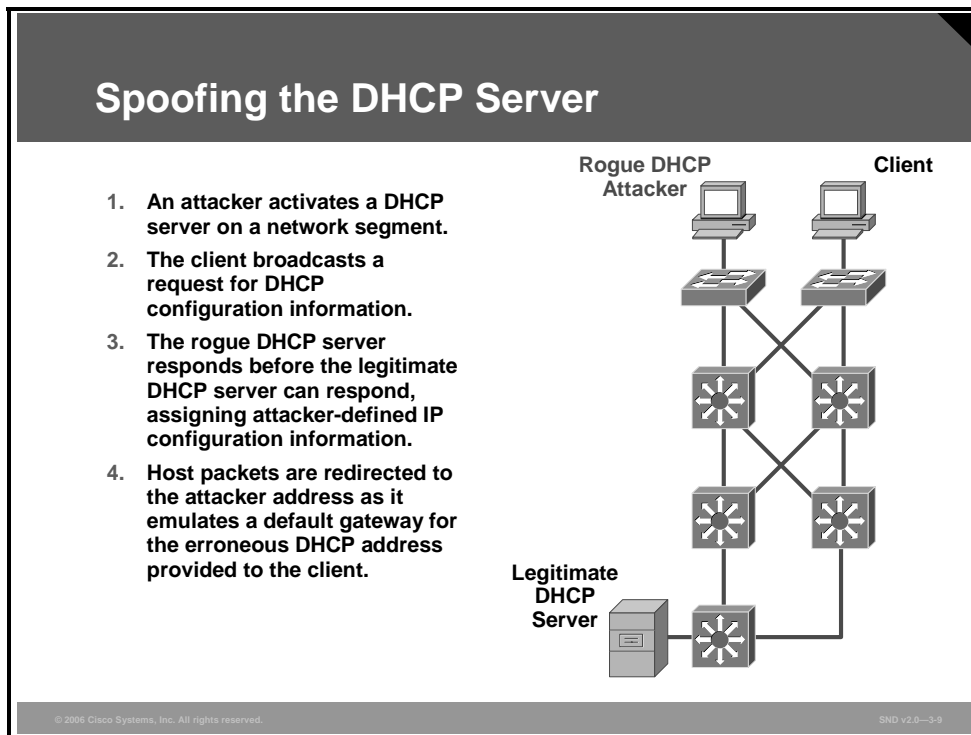 Spoofing the DHCP Server
1. An attacker activates a DHCP
server on a network segment.
2. The client broadcasts a
request for DHCP
configuration information.
3. The rogue DHCP server
responds before the legitimate
DHCP server can respond,
assigning attacker-defined IP
configuration information.
4. Host packets are redirected to
the attacker address as it
emulates a default gateway for
the erroneous DHCP address
provided to the client.
Rogue DHCP
Attacker
Client
Legitimate
DHCP
Server
© 2006 Cisco Systems, Inc. All rights reserved.
SND v2.0—3-9